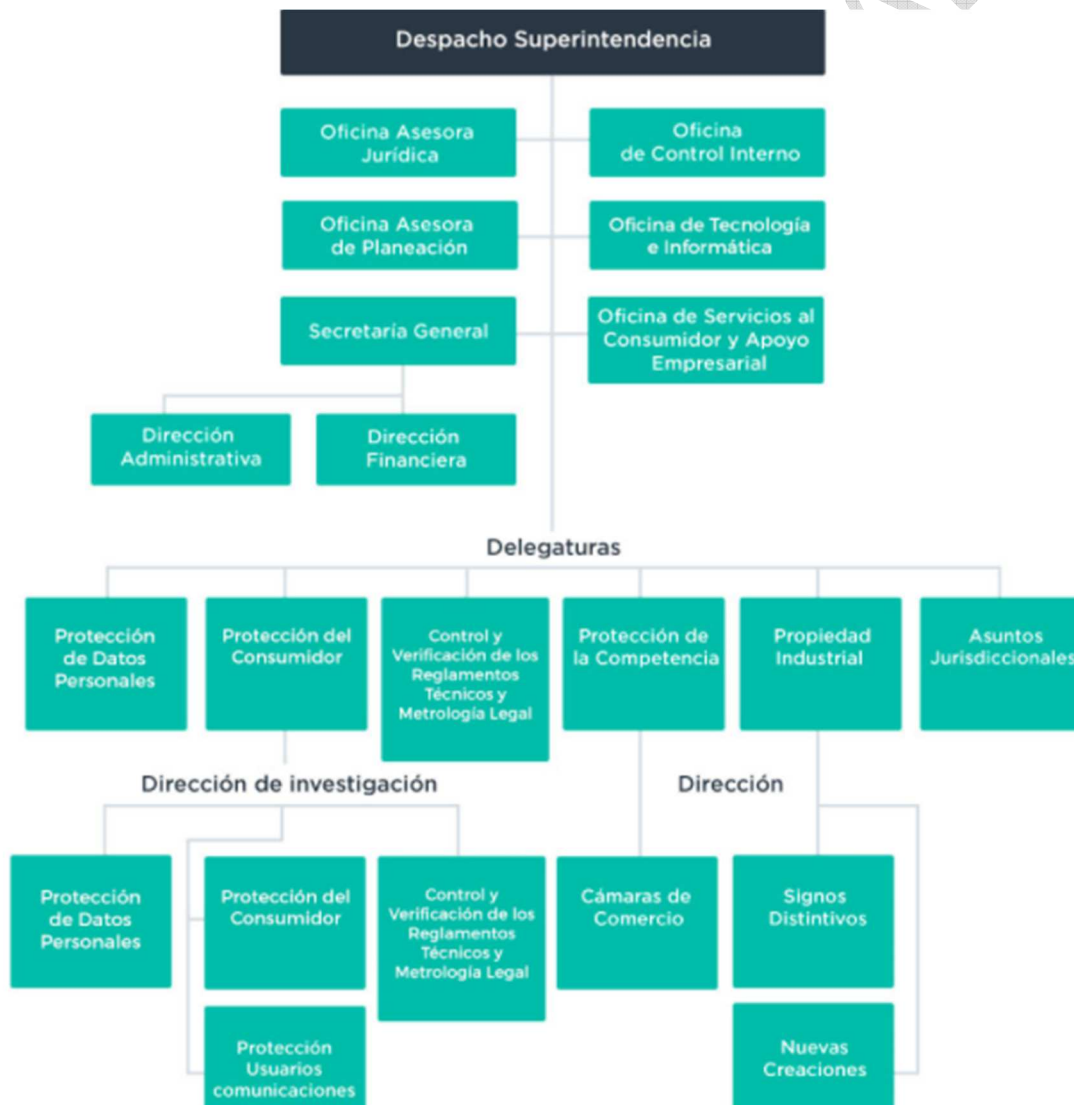 Despacho Superintendencia
Oficina Asesora
Jurídica
Oficina
de Control Interno
Oficina Asesora
de Planeación
Oficina de Tecnología
e Informática
Secretaría General
Oficina de Servicios al
Consumidor y Apoyo
Empresarial
Dirección
Administrativa
Dirección
Financiera
Delegaturas
Protección
de Datos
Personales
Protección del
Consumidor
Control y
Verificación de los
Reglamentos
Técnicos y
Metrología Legal
Protección de
la Competencia
Propiedad
Industrial
Asuntos
Jurisdiccionales
Dirección de investigación
Dirección
Protección
de Datos
Personales
Protección del
Consumidor
Control y
Verificación de los
Reglamentos
Técnicos y
Metrología Legal
Cámaras de
Comercio
Signos
Distintivos
Protección
Usuarios
comunicaciones
Nuevas
Creaciones